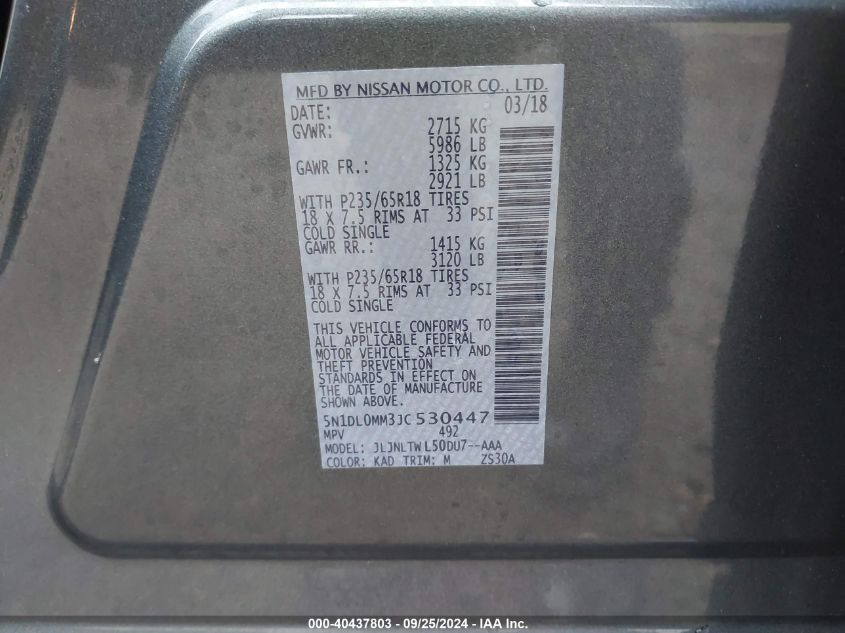 MFD BY NISSAN MOTOR CO., LTD.
DATE: 03/18
GVWR: 2715 KG
5986 LB
GAWR FR.: 1325 KG
2921 LB
WITH P235/65R18 TIRES
18 X 7.5 RIMS AT 33 PSI
COLD SINGLE
GAWR RR.: 1415 KG
3120 LB
WITH P235/65R18 TIRES
18 X 7.5 RIMS AT 33 PSI
COLD SINGLE
THIS VEHICLE CONFORMS TO
ALL APPLICABLE FEDERAL
MOTOR VEHICLE SAFETY AND
THEFT PREVENTION
STANDARDS IN EFFECT ON
THE DATE OF MANUFACTURE
SHOWN ABOVE.
5N1DL0MM3JC530447
MPV 492
MODEL: JLJNLTWL50DU7--AAA
COLOR: KAD TRIM: M ZS30A
000-40437803 - 09/25/2024 - IAA Inc.